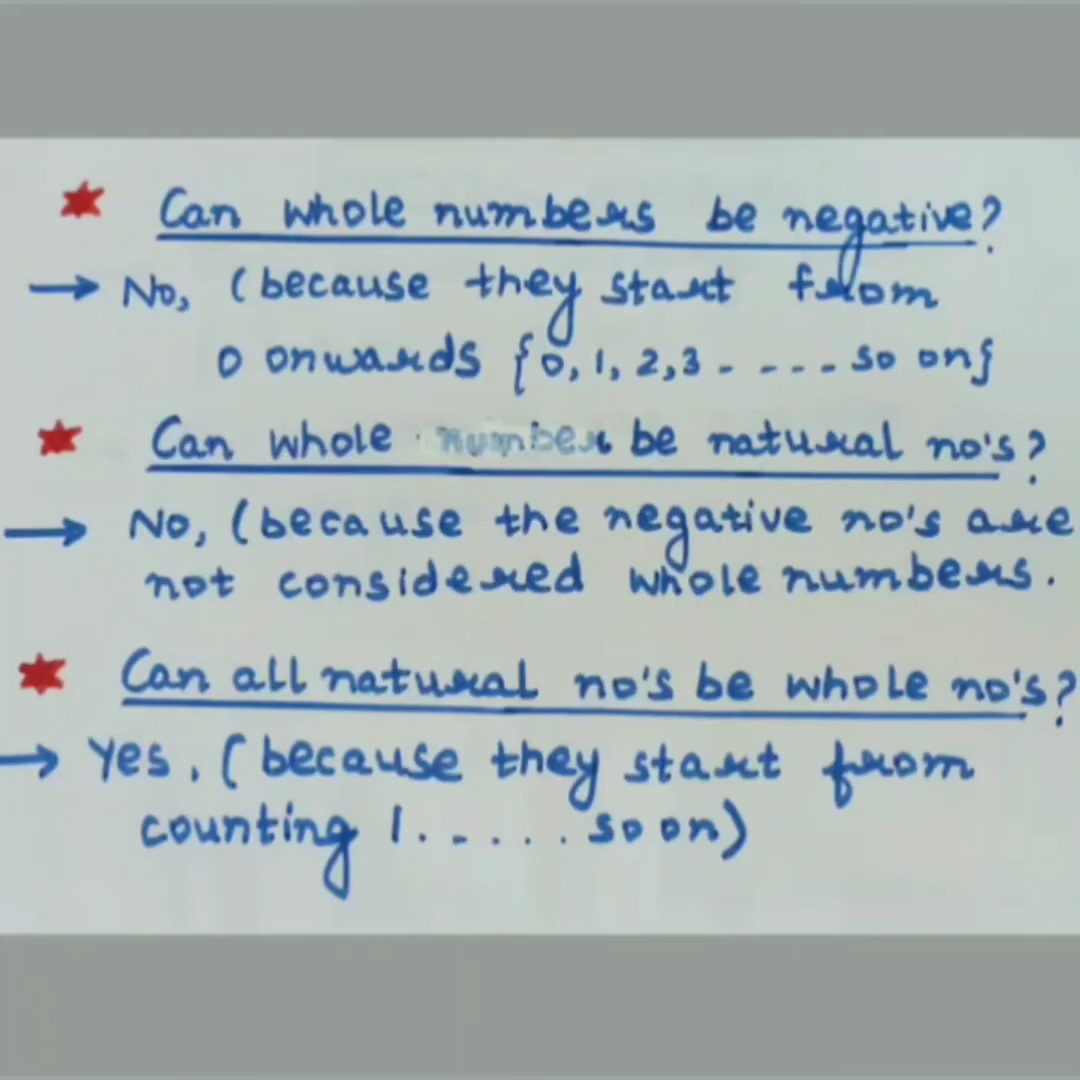 Can whole numbers be negative?
→ No, (because they start from
0 onwards {0, 1, 2, 3 - - - - . . so on}
Can whole number be natural no's?
→ No, (because the negative no's are
not considered whole numbers.
Can all natural no's be whole no's?
→ Yes, (because they start from
counting 1. . . . . . so on)